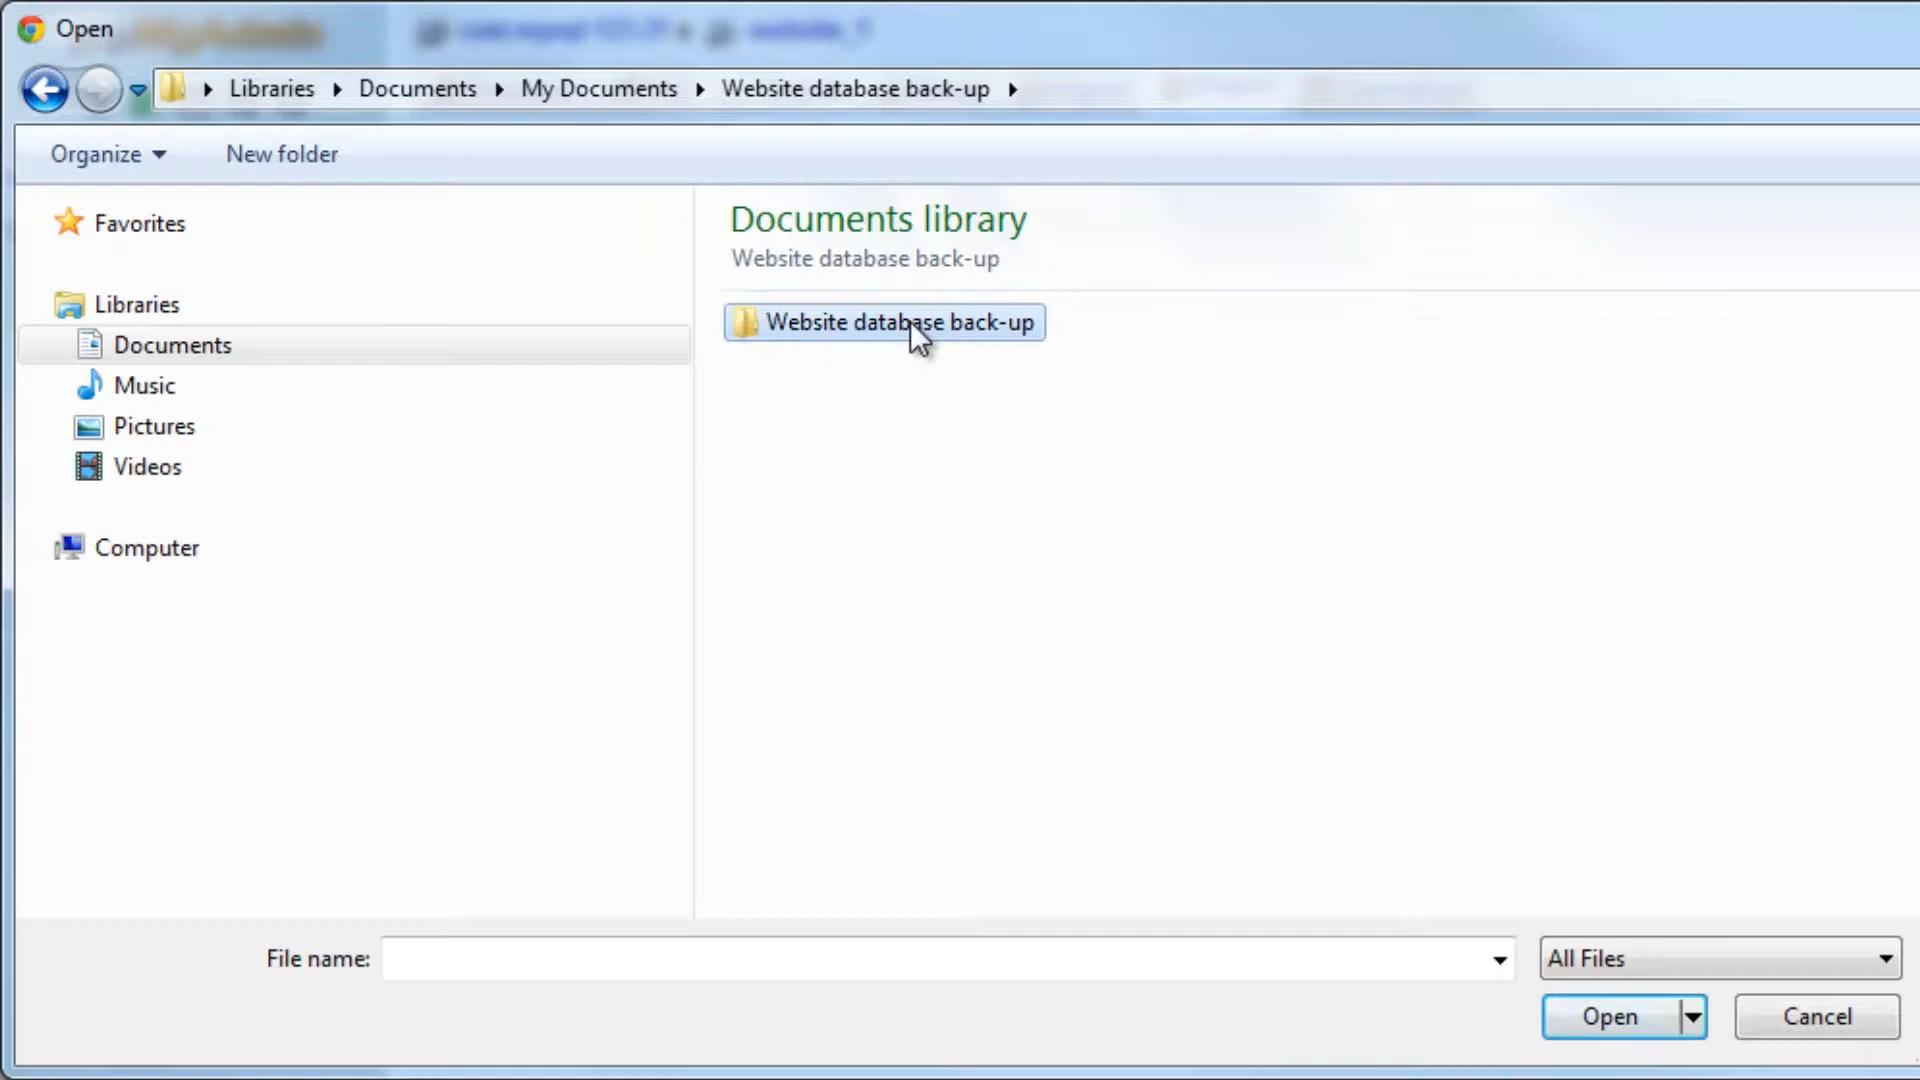 Open
Libraries Documents My Documents Website database back-up
Organize New folder
Favorites
Libraries
Documents
Music
Pictures
Videos
Computer
Documents library
Website database back-up
Website database back-up
File name:
All Files
Open Cancel